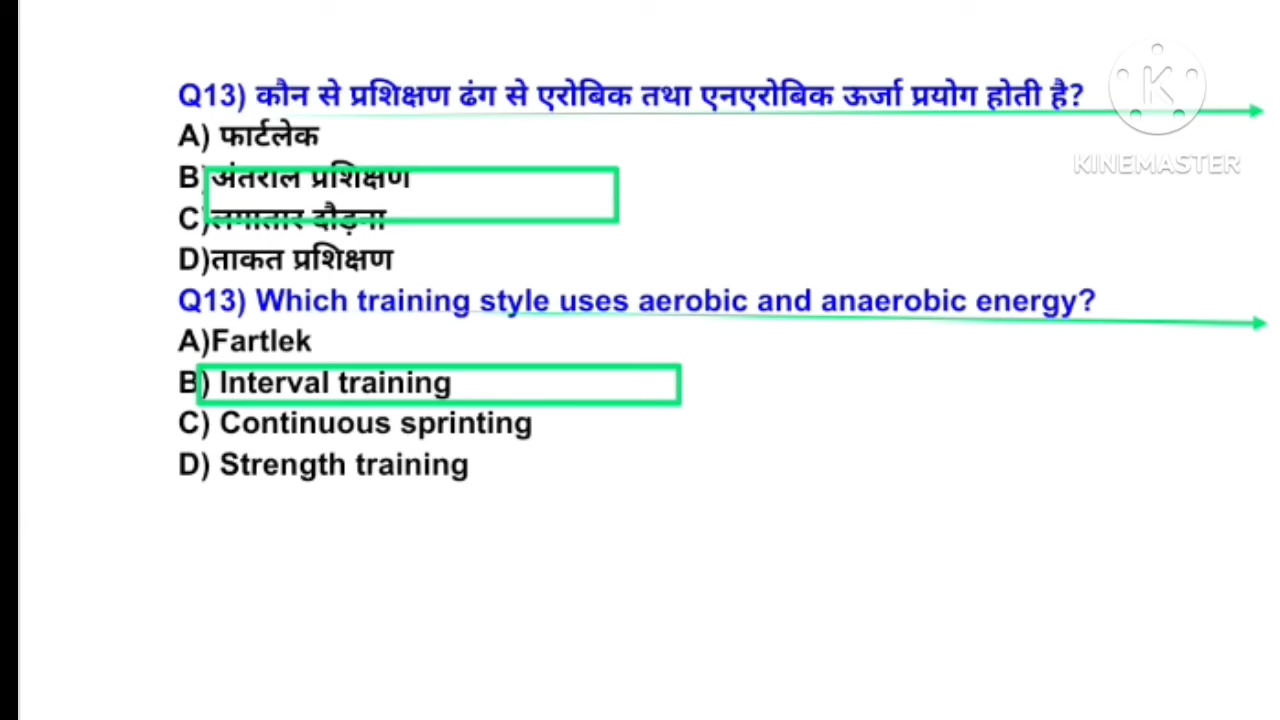 Q13) कौन से प्रशिक्षण ढंग से एरोबिक तथा एनएरोबिक ऊर्जा प्रयोग होती है?
A) फार्टलेक
B)अंतराल प्रशिक्षण
C)लगातार दौड़ना
D)ताकत प्रशिक्षण
Q13) Which training style uses aerobic and anaerobic energy?
A)Fartlek
B) Interval training
C) Continuous sprinting
D) Strength training
K
KINEMASTER